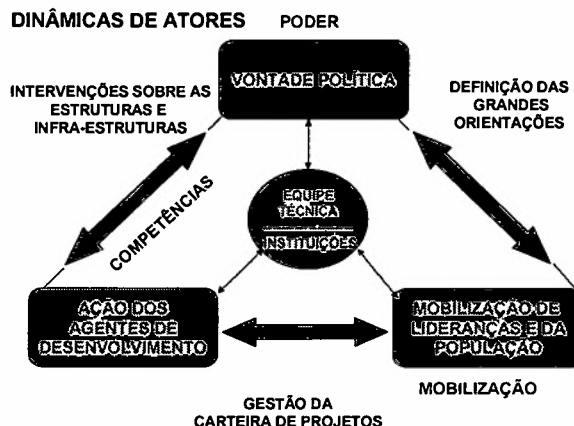 DINÂMICAS DE ATORES
PODER
VONTADE POLÍTICA
INTERVENÇÕES SOBRE AS
ESTRUTURAS E
INFRA-ESTRUTURAS
DEFINIÇÃO DAS
GRANDES
ORIENTAÇÕES
COMPETÊNCIAS
EQUIPE
TÉCNICA
INSTITUIÇÕES
AÇÃO DOS
AGENTES DE
DESENVOLVIMENTO
MOBILIZAÇÃO DE
LIDERANÇAS E DA
POPULAÇÃO
MOBILIZAÇÃO
GESTÃO DA
CARTEIRA DE PROJETOS